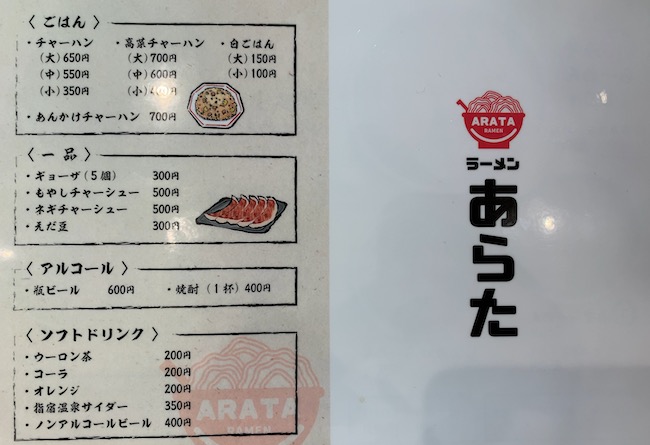 〈 ごはん 〉
・チャーハン ・高菜チャーハン ・白ごはん
(大) 650円 (大) 700円 (大) 150円
(中) 550円 (中) 600円 (小) 100円
(小) 350円 (小)
・あんかけチャーハン 700円
〈 一品 〉
・ギョーザ (5個) 300円
・もやしチャーシュー 500円
・ネギチャーシュー 500円
・えだ豆 300円
〈 アルコール 〉
・瓶ビール 600円 ・焼酎 (1杯) 400円
〈 ソフトドリンク 〉
・ウーロン茶 200円
・コーラ 200円
・オレンジ 200円
・指宿温泉サイダー 350円
・ノンアルコールビール 400円
ARATA
RAMEN
ARATA
RAMEN
ラーメン
あらた